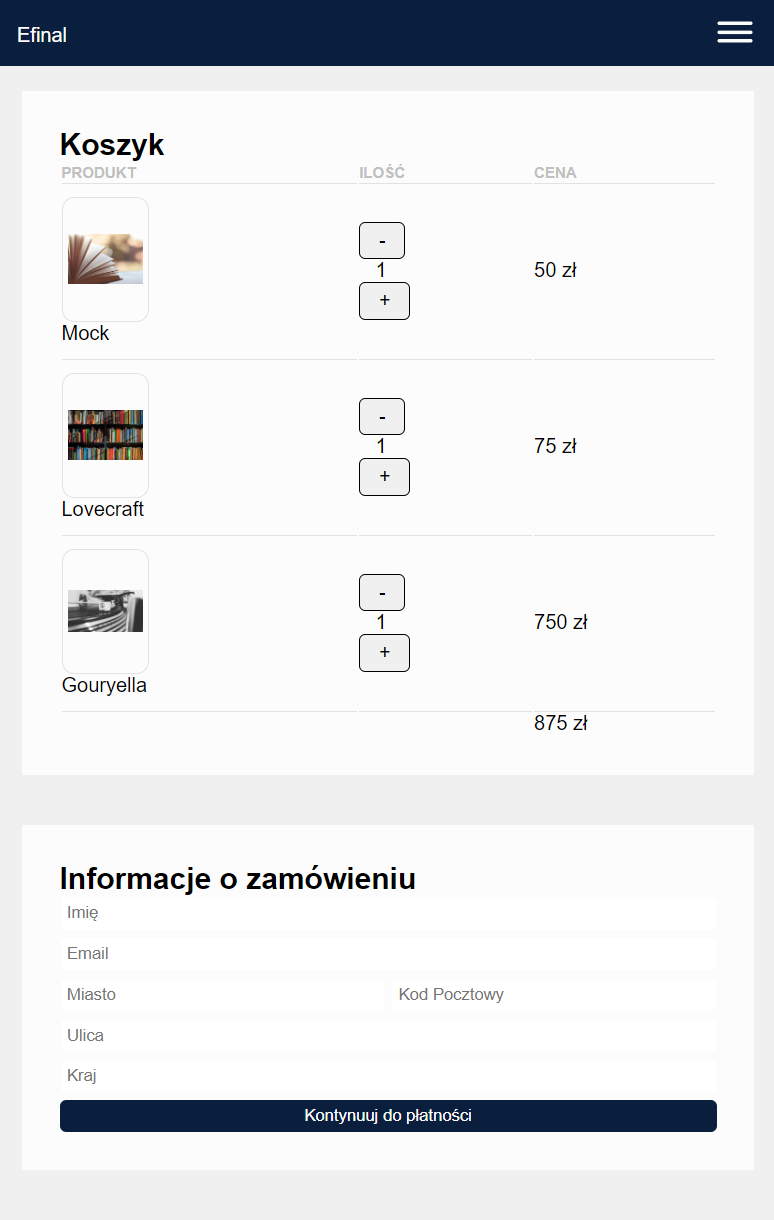 Efinal
Koszyk
PRODUKT ILOŚĆ CENA
-
1
+
50 zł
Mock
-
1
+
75 zł
Lovecraft
-
1
+
750 zł
Gouryella
875 zł
Informacje o zamówieniu
Imię
Email
Miasto Kod Pocztowy
Ulica
Kraj
Kontynuuj do płatności